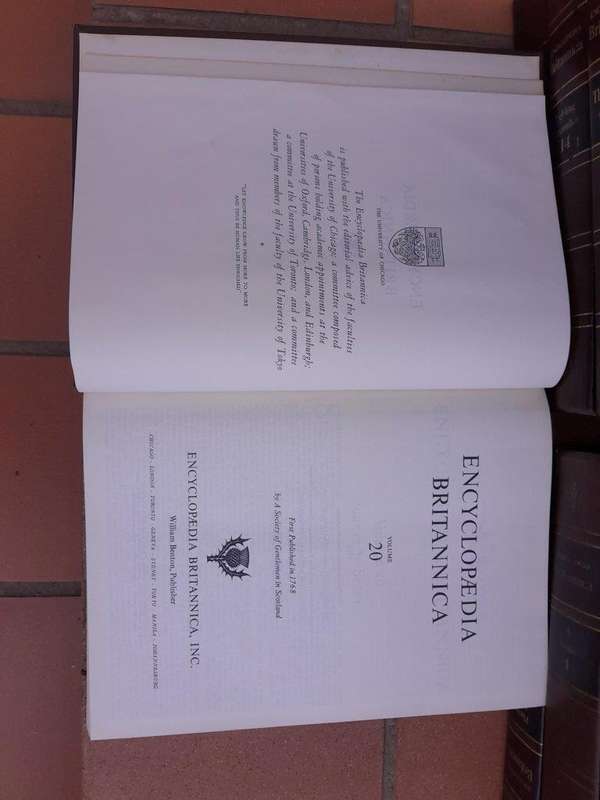 THE UNIVERSITY OF CHICAGO
The Encyclopædia Britannica
is published with the editorial advice of the faculties
of the University of Chicago; a committee composed
of persons holding academic appointments at the
Universities of Oxford, Cambridge, London, and Edinburgh;
a committee at the University of Toronto; and a committee
drawn from members of the faculty of the University of Tokyo
"LET KNOWLEDGE GROW FROM MORE TO MORE
AND THUS BE HUMAN LIFE ENRICHED."
ENCYCLOPÆDIA
BRITANNICA
VOLUME
20
First Published in 1768
by A Society of Gentlemen in Scotland
ENCYCLOPÆDIA BRITANNICA, INC.
William Benton, Publisher
CHICAGO · LONDON · TORONTO · GENEVA · SYDNEY · TOKYO · MANILA · JOHANNESBURG
Britannica
14